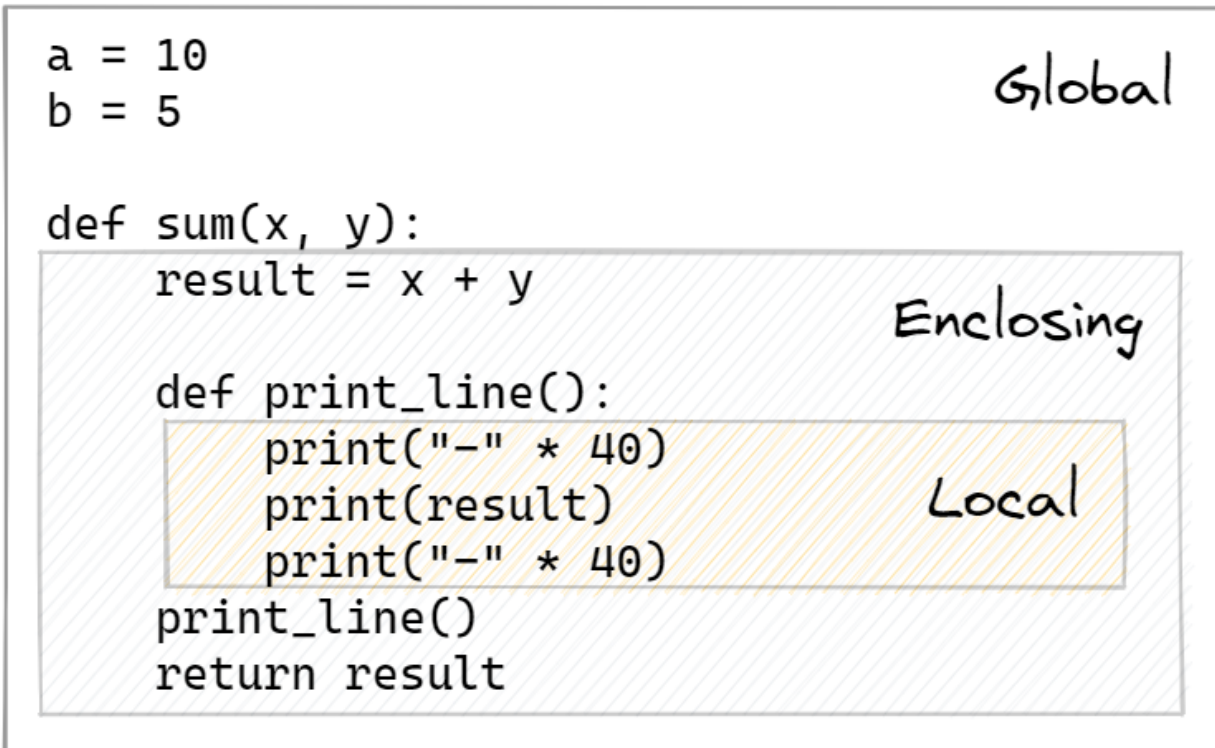 a = 10
Global
b = 5
def sum(x, y):
    result = x + y
Enclosing
    def print_line():
        print("-" * 40)
        print(result)
Local
        print("-" * 40)
    print_line()
    return result